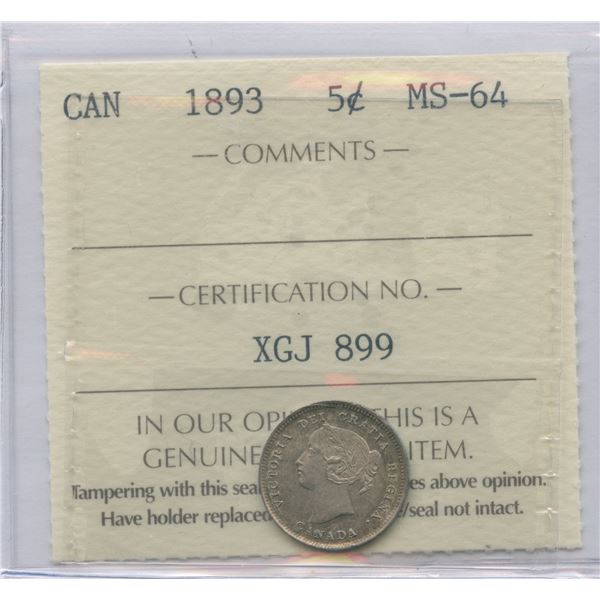 CAN 1893 5¢ MS-64
— COMMENTS —
— CERTIFICATION NO. —
XGJ 899
IN OUR OPI THIS IS A
GENUINE ITEM.
Tampering with this sea es above opinion.
Have holder replaced /seal not intact.
VICTORIA DEI GRATIA REGINA.
CANADA